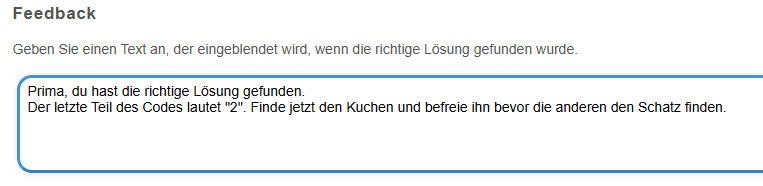 Feedback
Geben Sie einen Text an, der eingeblendet wird, wenn die richtige Lösung gefunden wurde.
Prima, du hast die richtige Lösung gefunden.
Der letzte Teil des Codes lautet "2". Finde jetzt den Kuchen und befreie ihn bevor die anderen den Schatz finden.